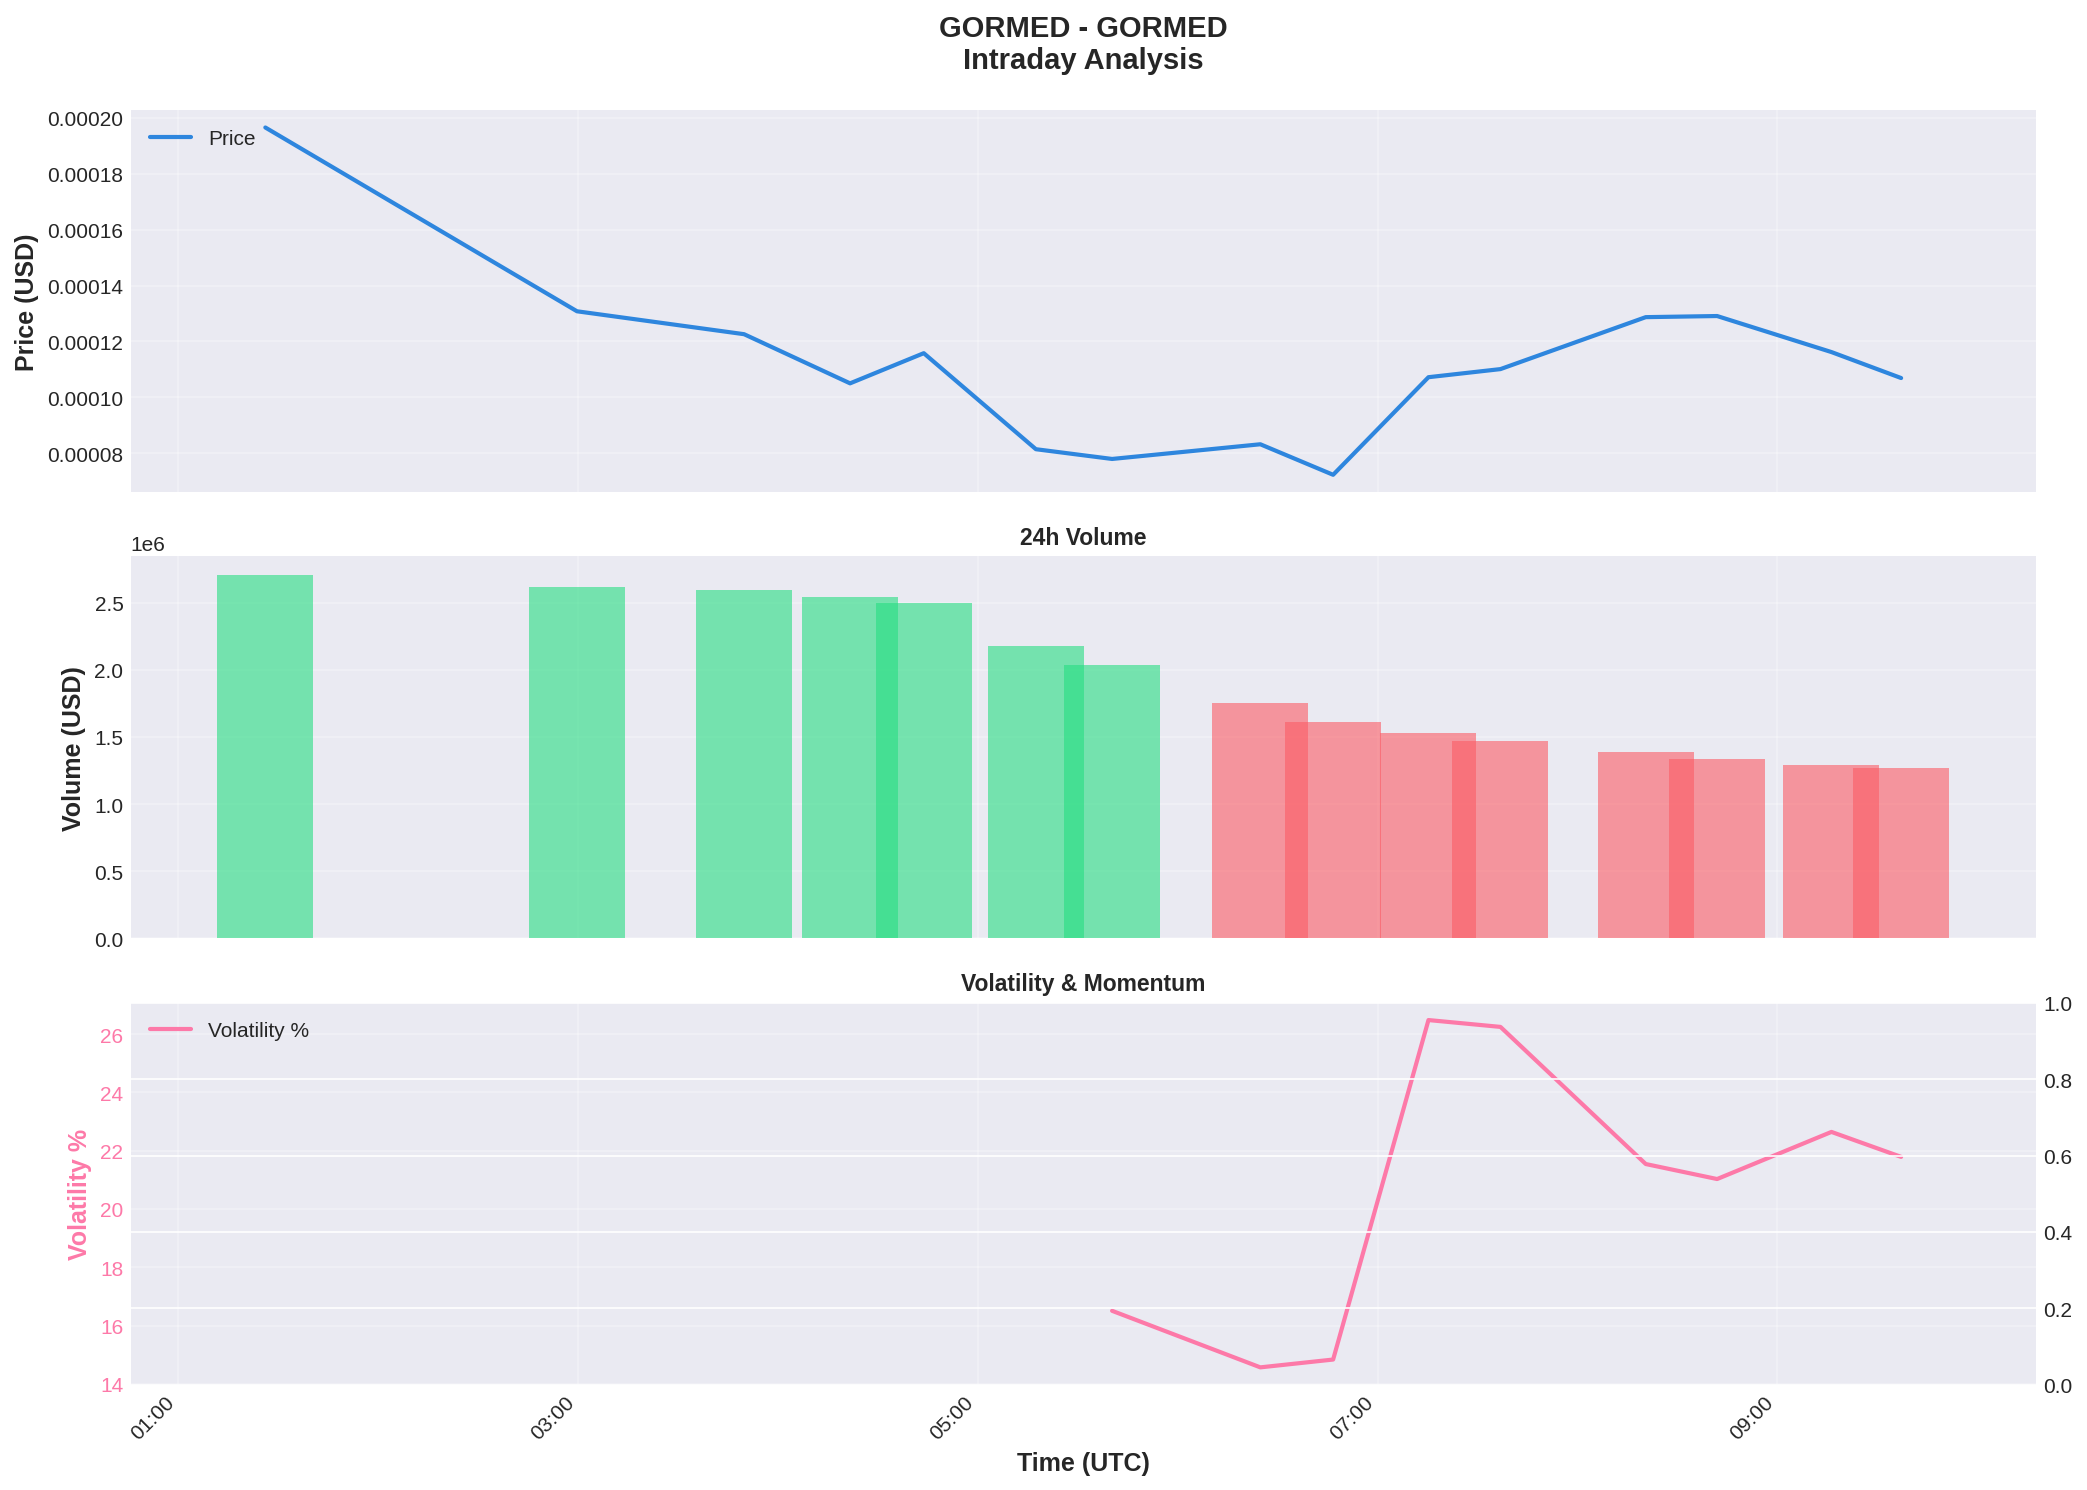 GORMED - GORMED
Intraday Analysis
Price (USD)
0.00020
0.00018
0.00016
0.00014
0.00012
0.00010
0.00008
Price
24h Volume
1e6
Volume (USD)
2.5
2.0
1.5
1.0
0.5
0.0
Volatility & Momentum
Volatility %
26
24
22
20
18
16
14
Volatility %
1.0
0.8
0.6
0.4
0.2
0.0
01:00
03:00
05:00
07:00
09:00
Time (UTC)